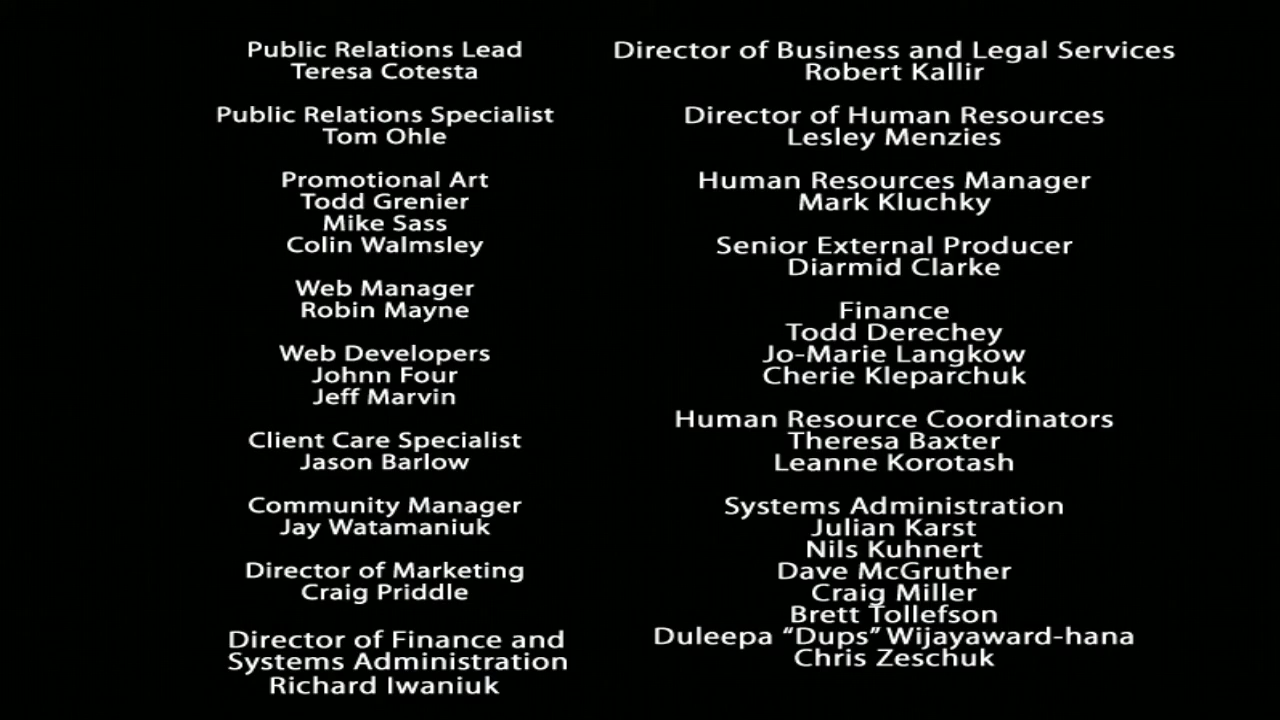 Public Relations Lead
Teresa Cotesta
Public Relations Specialist
Tom Ohle
Promotional Art
Todd Grenier
Mike Sass
Colin Walmsley
Web Manager
Robin Mayne
Web Developers
Johnn Four
Jeff Marvin
Client Care Specialist
Jason Barlow
Community Manager
Jay Watamaniuk
Director of Marketing
Craig Priddle
Director of Finance and
Systems Administration
Richard Iwaniuk
Director of Business and Legal Services
Robert Kallir
Director of Human Resources
Lesley Menzies
Human Resources Manager
Mark Kluchky
Senior External Producer
Diarmid Clarke
Finance
Todd Derechey
Jo-Marie Langkow
Cherie Kleparchuk
Human Resource Coordinators
Theresa Baxter
Leanne Korotash
Systems Administration
Julian Karst
Nils Kuhnert
Dave McGruther
Craig Miller
Brett Tollefson
Duleepa “Dups” Wijayaward-hana
Chris Zeschuk